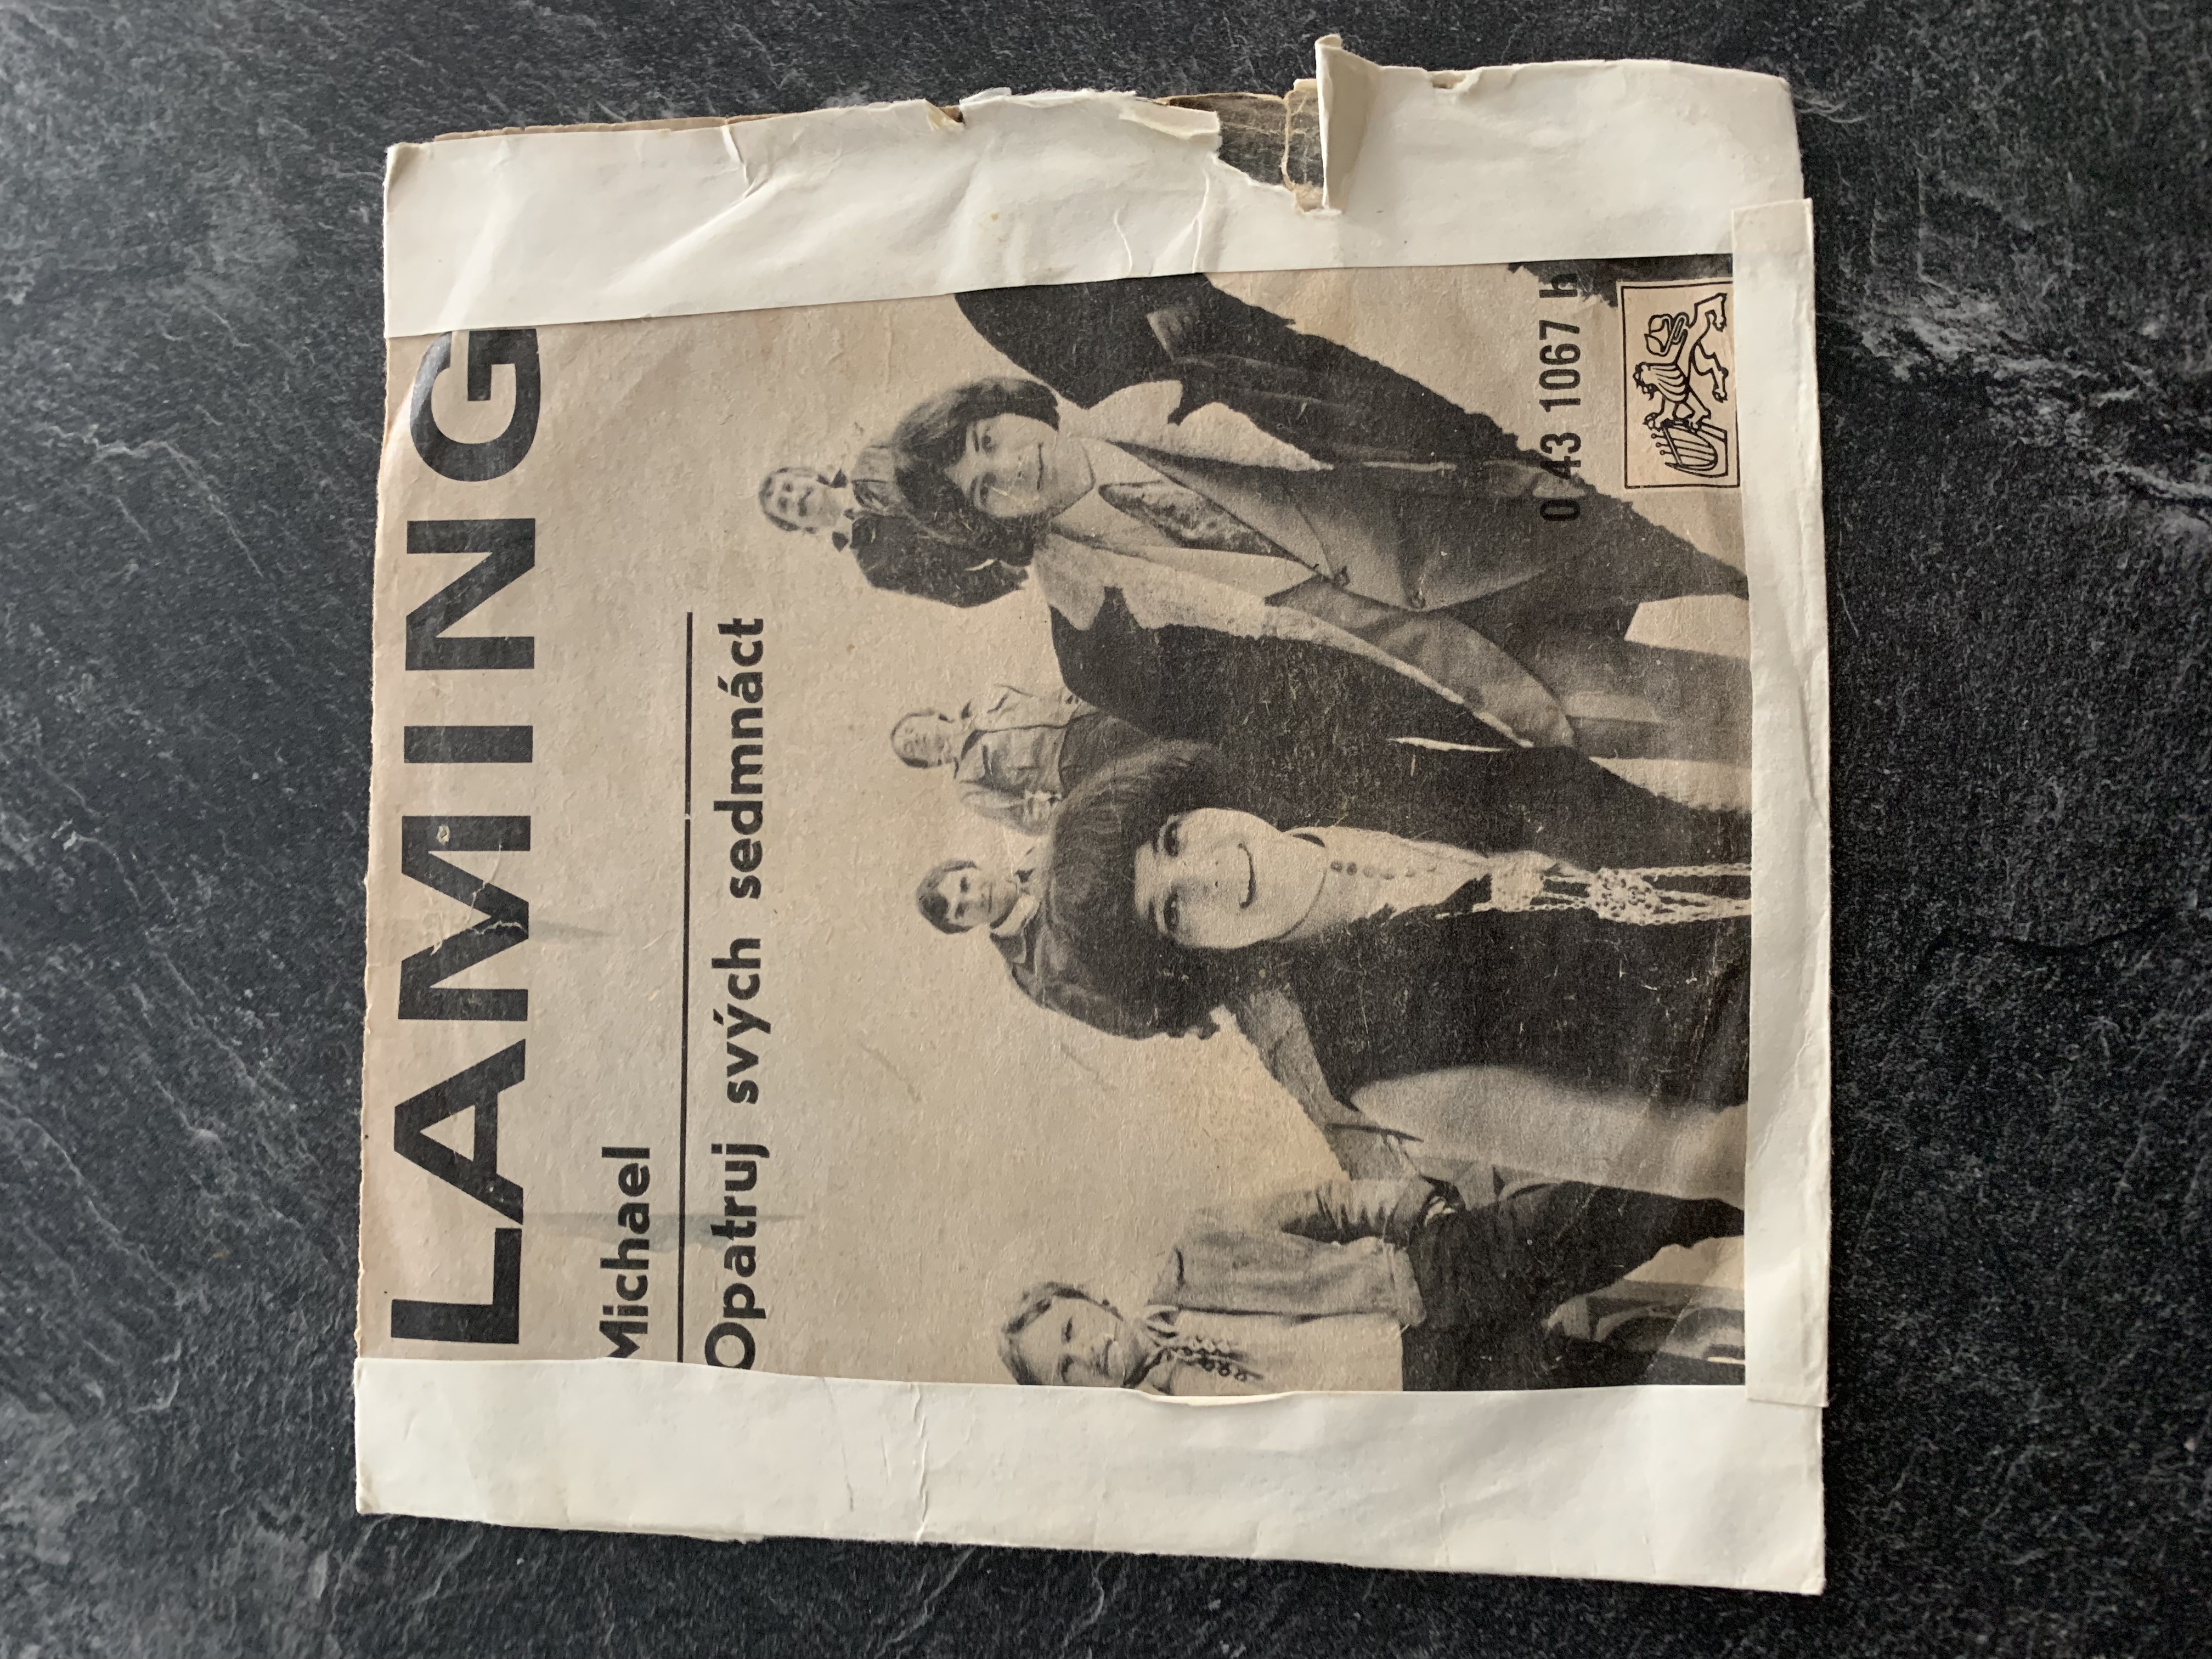 LAMING
Michael
Opatruj svých sedmnáct
0 43 1067 h